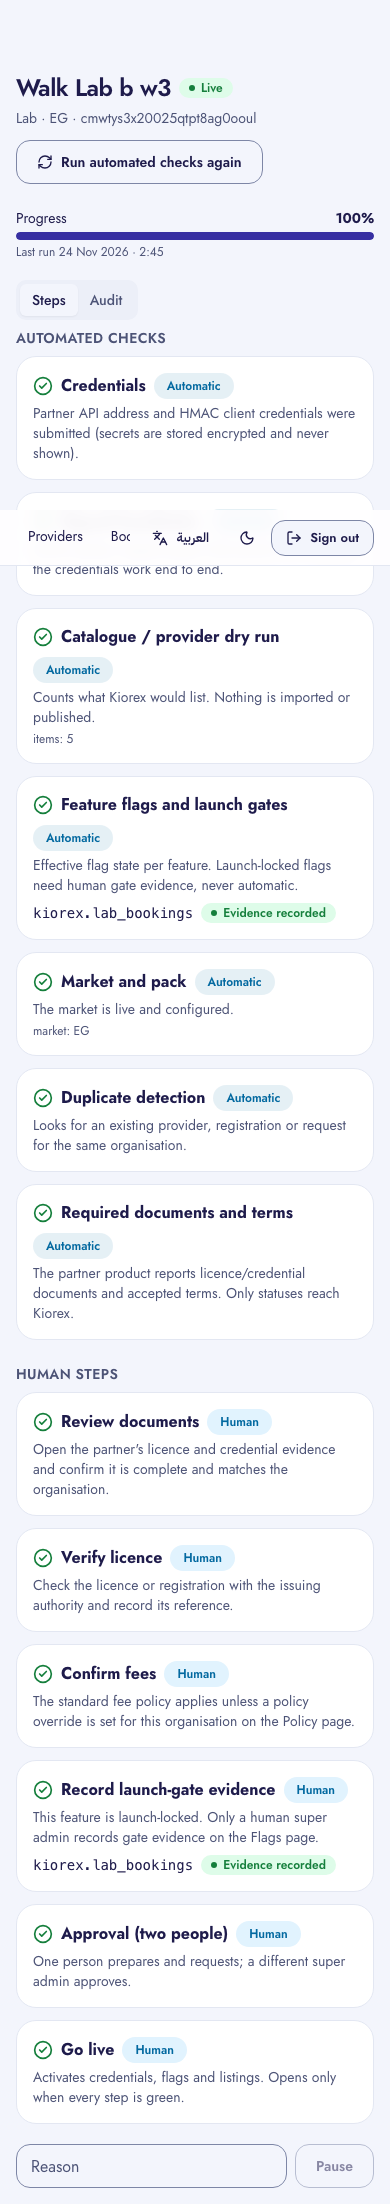 Walk Lab b w3 Live
Lab · EG · cmwtys3x20025qtpt8ag0ooul
Run automated checks again
Progress 100%
Last run 24 Nov 2026 · 2:45
Steps Audit
AUTOMATED CHECKS
Credentials Automatic
Partner API address and HMAC client credentials were
submitted (secrets are stored encrypted and never
shown).
Providers Boo العربية Sign out
the credentials work end to end.
Catalogue / provider dry run
Automatic
Counts what Kiorex would list. Nothing is imported or
published.
items: 5
Feature flags and launch gates
Automatic
Effective flag state per feature. Launch-locked flags
need human gate evidence, never automatic.
kiorex.lab_bookings Evidence recorded
Market and pack Automatic
The market is live and configured.
market: EG
Duplicate detection Automatic
Looks for an existing provider, registration or request
for the same organisation.
Required documents and terms
Automatic
The partner product reports licence/credential
documents and accepted terms. Only statuses reach
Kiorex.
HUMAN STEPS
Review documents Human
Open the partner's licence and credential evidence
and confirm it is complete and matches the
organisation.
Verify licence Human
Check the licence or registration with the issuing
authority and record its reference.
Confirm fees Human
The standard fee policy applies unless a policy
override is set for this organisation on the Policy page.
Record launch-gate evidence Human
This feature is launch-locked. Only a human super
admin records gate evidence on the Flags page.
kiorex.lab_bookings Evidence recorded
Approval (two people) Human
One person prepares and requests; a different super
admin approves.
Go live Human
Activates credentials, flags and listings. Opens only
when every step is green.
Reason Pause